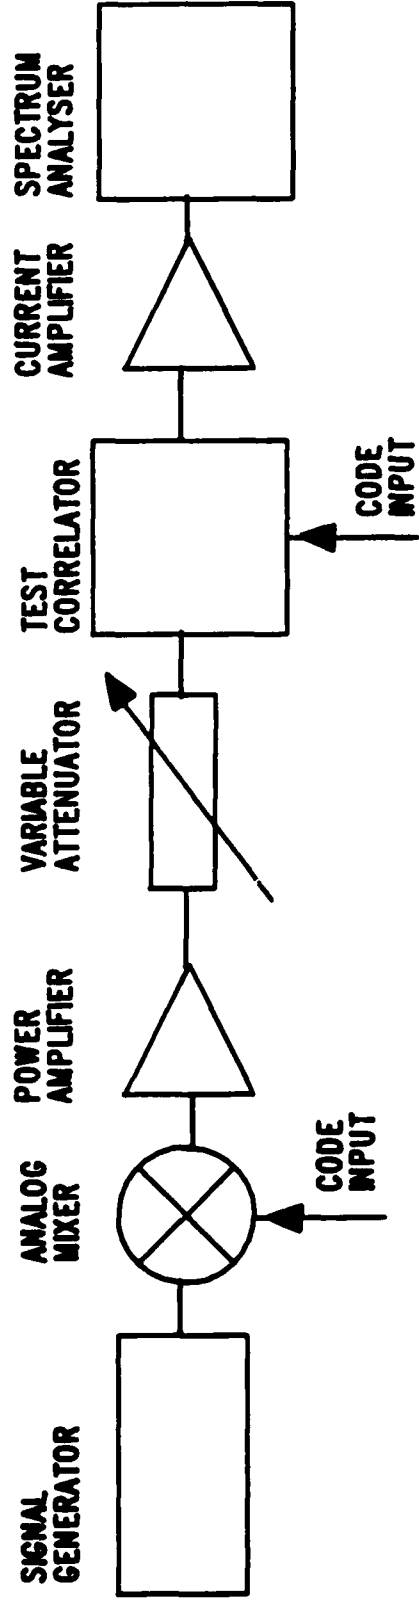 SIGNAL
GENERATOR
ANALOG
MIXER
CODE
INPUT
POWER
AMPLIFIER
VARIABLE
ATTENUATOR
TEST
CORRELATOR
CODE
INPUT
CURRENT
AMPLIFIER
SPECTRUM
ANALYSER